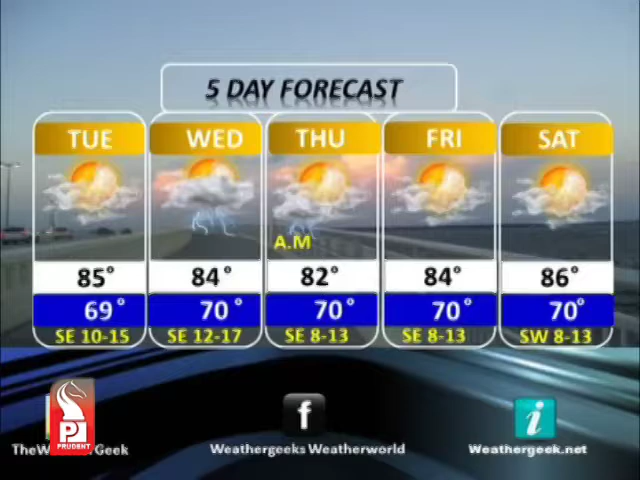 5 DAY FORECAST
TUE WED THU FRI SAT
A.M
85° 84° 82° 84° 86°
69° 70° 70° 70° 70°
SE 10-15 SE 12-17 SE 8-13 SE 8-13 SW 8-13
f i
P
PRUDENT
TheW Geek Weathergeeks Weatherworld Weathergeek.net